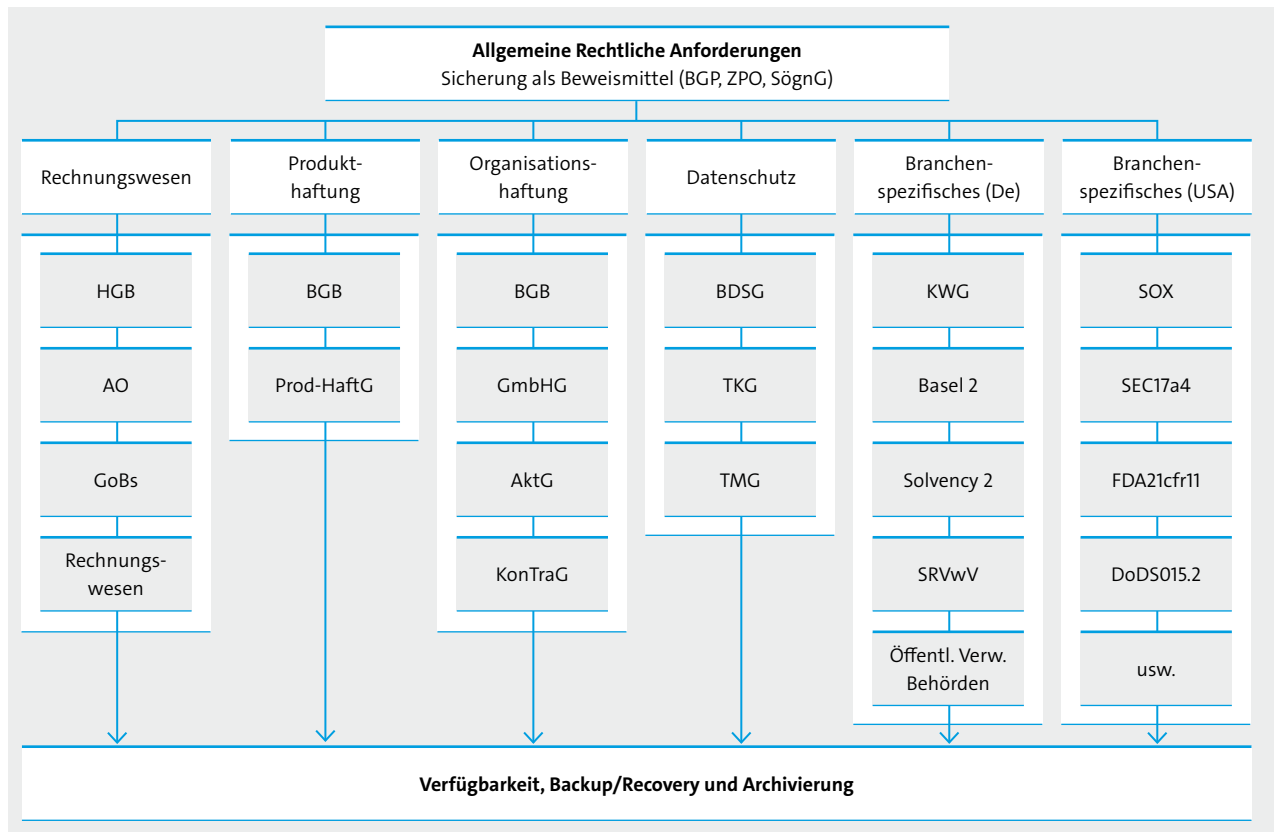 Allgemeine Rechtliche Anforderungen
Sicherung als Beweismittel (BGP, ZPO, SögnG)
Rechnungswesen
Produkt-
haftung
Organisations-
haftung
Datenschutz
Branchen-
spezifisches (De)
Branchen-
spezifisches (USA)
HGB
AO
GoBs
Rechnungs-
wesen
BGB
Prod-HaftG
BGB
GmbHG
AktG
KonTraG
BDSG
TKG
TMG
KWG
Basel 2
Solvency 2
SRVwV
Öffentl. Verw.
Behörden
SOX
SEC17a4
FDA21cfr11
DoDS015.2
usw.
Verfügbarkeit, Backup/Recovery und Archivierung